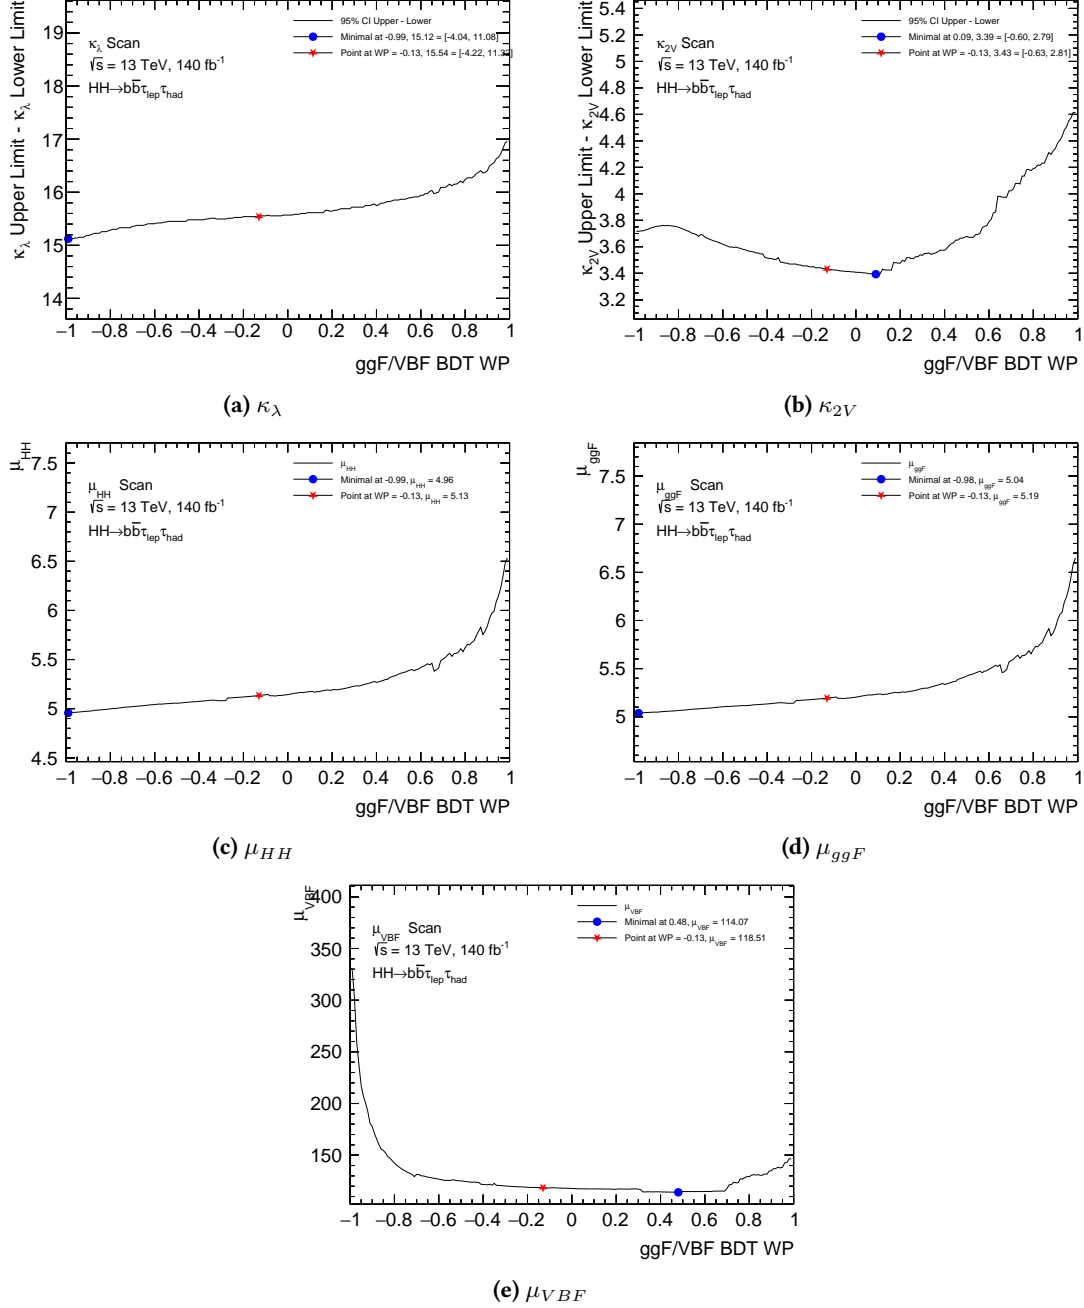 κλ Upper Limit - κλ Lower Limit
19
18
17
16
15
14
κλ Scan
√s = 13 TeV, 140 fb-1
HH→bb̅τlepτhad
95% CI Upper - Lower
Minimal at -0.99, 15.12 = [-4.04, 11.08]
Point at WP = -0.13, 15.54 = [-4.22, 11.32]
−1 −0.8 −0.6 −0.4 −0.2 0 0.2 0.4 0.6 0.8 1
ggF/VBF BDT WP
(a) κλ
κ2V Upper Limit - κ2V Lower Limit
5.4
5.2
5
4.8
4.6
4.4
4.2
4
3.8
3.6
3.4
3.2
κ2V Scan
√s = 13 TeV, 140 fb-1
HH→bb̅τlepτhad
95% CI Upper - Lower
Minimal at 0.09, 3.39 = [-0.60, 2.79]
Point at WP = -0.13, 3.43 = [-0.63, 2.81]
−1 −0.8 −0.6 −0.4 −0.2 0 0.2 0.4 0.6 0.8 1
ggF/VBF BDT WP
(b) κ2V
μHH
7.5
7
6.5
6
5.5
5
4.5
μHH Scan
√s = 13 TeV, 140 fb-1
HH→bb̅τlepτhad
μHH
Minimal at -0.99, μHH = 4.96
Point at WP = -0.13, μHH = 5.13
−1 −0.8 −0.6 −0.4 −0.2 0 0.2 0.4 0.6 0.8 1
ggF/VBF BDT WP
(c) μHH
μggF
7.5
7
6.5
6
5.5
5
μggF Scan
√s = 13 TeV, 140 fb-1
HH→bb̅τlepτhad
μggF
Minimal at -0.98, μggF = 5.04
Point at WP = -0.13, μggF = 5.19
−1 −0.8 −0.6 −0.4 −0.2 0 0.2 0.4 0.6 0.8 1
ggF/VBF BDT WP
(d) μggF
μVBF
400
350
300
250
200
150
μVBF Scan
√s = 13 TeV, 140 fb-1
HH→bb̅τlepτhad
μVBF
Minimal at 0.48, μVBF = 114.07
Point at WP = -0.13, μVBF = 118.51
−1 −0.8 −0.6 −0.4 −0.2 0 0.2 0.4 0.6 0.8 1
ggF/VBF BDT WP
(e) μVBF